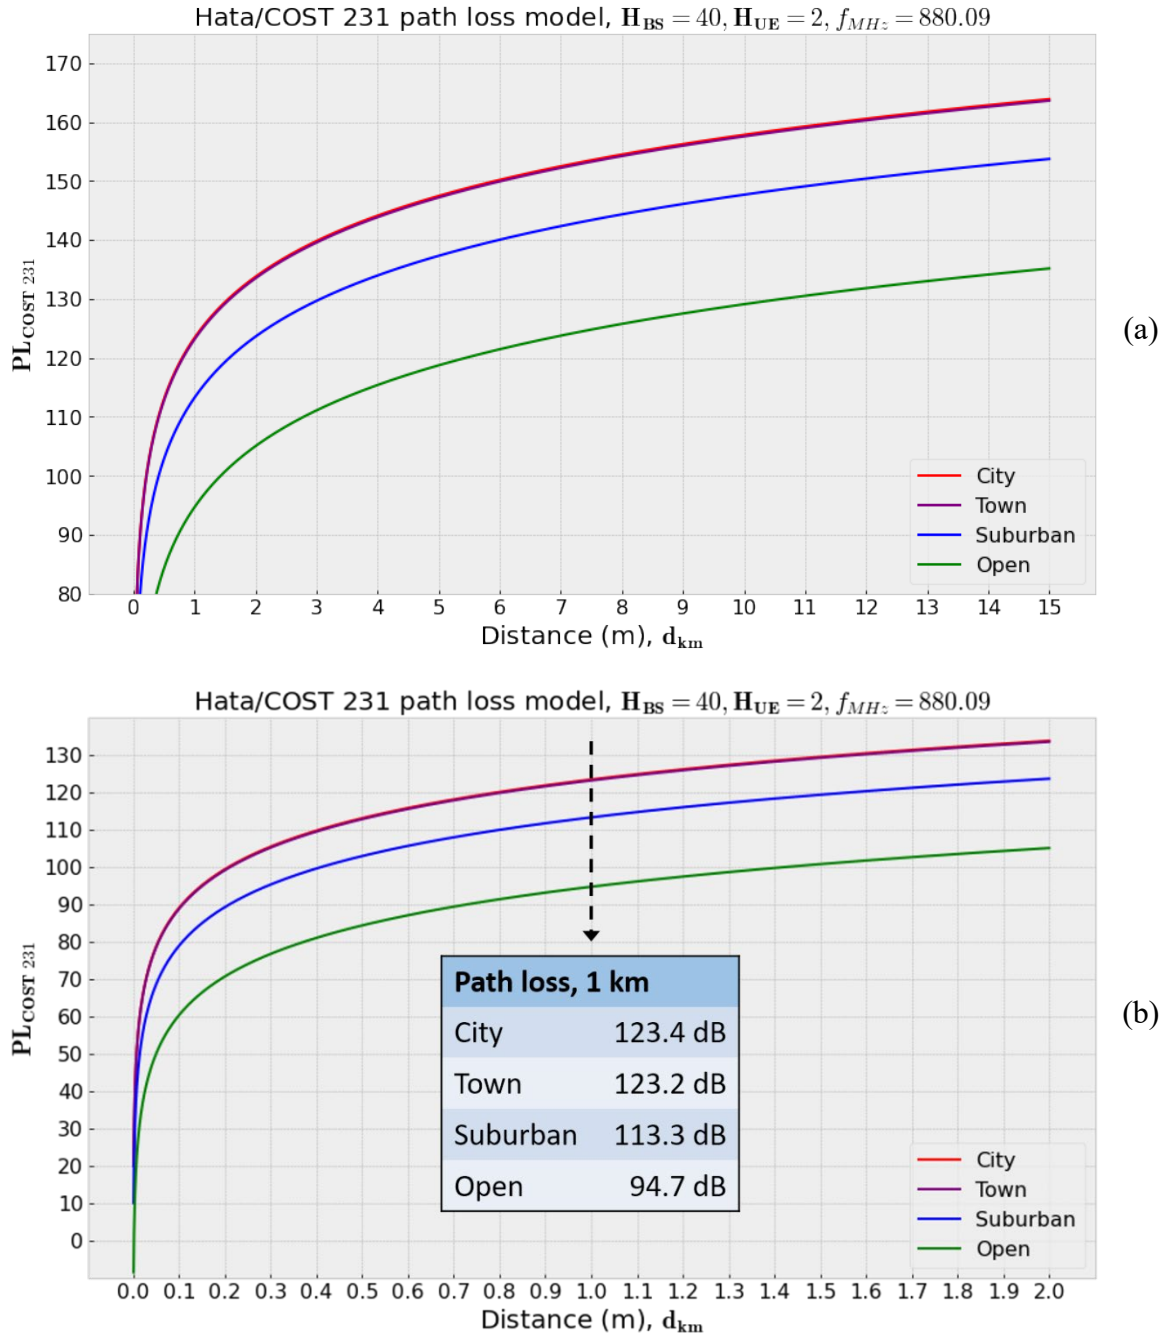 Hata/COST 231 path loss model, H_BS = 40, H_UE = 2, f_MHz = 880.09
170
160
150
140
130
120
110
100
90
80
PL_COST 231
City
Town
Suburban
Open
0 1 2 3 4 5 6 7 8 9 10 11 12 13 14 15
Distance (m), d_km
(a)
Hata/COST 231 path loss model, H_BS = 40, H_UE = 2, f_MHz = 880.09
130
120
110
100
90
80
70
60
50
40
30
20
10
0
PL_COST 231
Path loss, 1 km
City 123.4 dB
Town 123.2 dB
Suburban 113.3 dB
Open 94.7 dB
City
Town
Suburban
Open
0.0 0.1 0.2 0.3 0.4 0.5 0.6 0.7 0.8 0.9 1.0 1.1 1.2 1.3 1.4 1.5 1.6 1.7 1.8 1.9 2.0
Distance (m), d_km
(b)